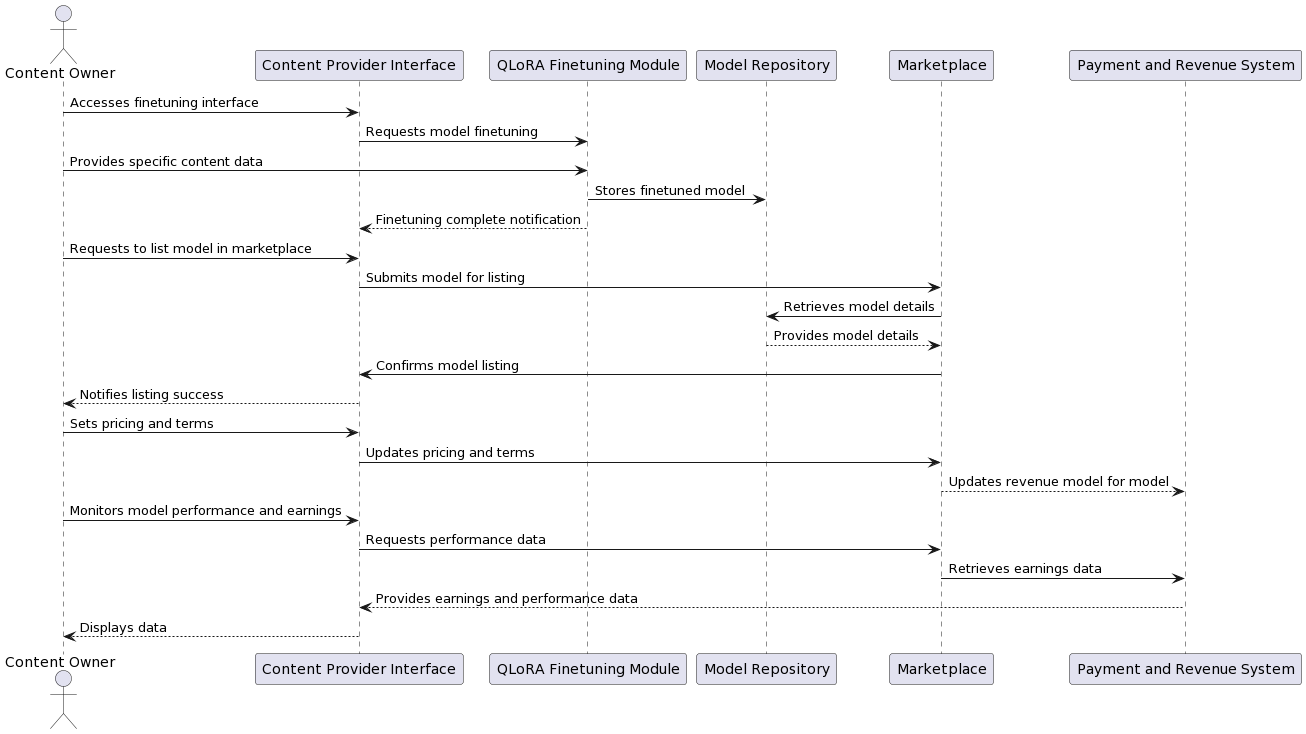 Content Owner
Content Provider Interface
QLoRA Finetuning Module
Model Repository
Marketplace
Payment and Revenue System
Accesses finetuning interface
Requests model finetuning
Provides specific content data
Stores finetuned model
Finetuning complete notification
Requests to list model in marketplace
Submits model for listing
Retrieves model details
Provides model details
Confirms model listing
Notifies listing success
Sets pricing and terms
Updates pricing and terms
Updates revenue model for model
Monitors model performance and earnings
Requests performance data
Retrieves earnings data
Provides earnings and performance data
Displays data
Content Owner
Content Provider Interface
QLoRA Finetuning Module
Model Repository
Marketplace
Payment and Revenue System